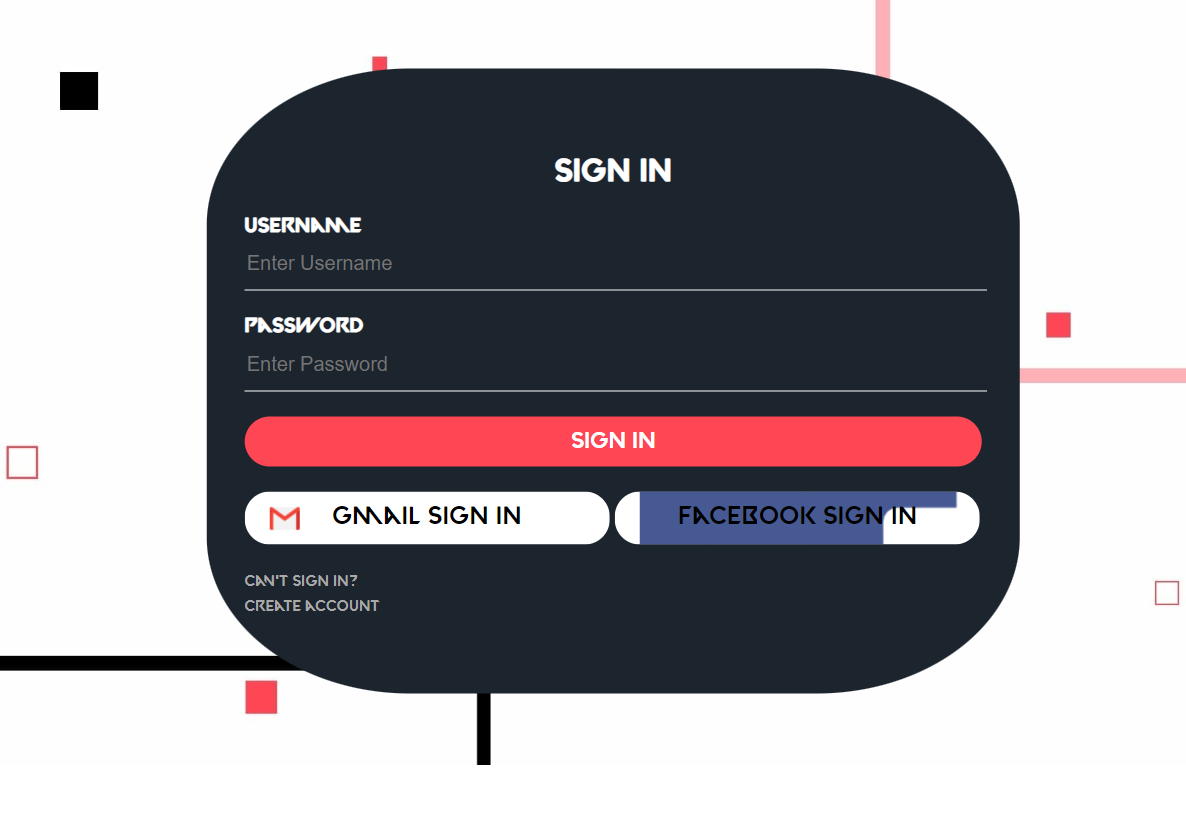 SIGN IN
USERNAME
Enter Username
PASSWORD
Enter Password
SIGN IN
GMAIL SIGN IN
FACEBOOK SIGN IN
CAN'T SIGN IN?
CREATE ACCOUNT